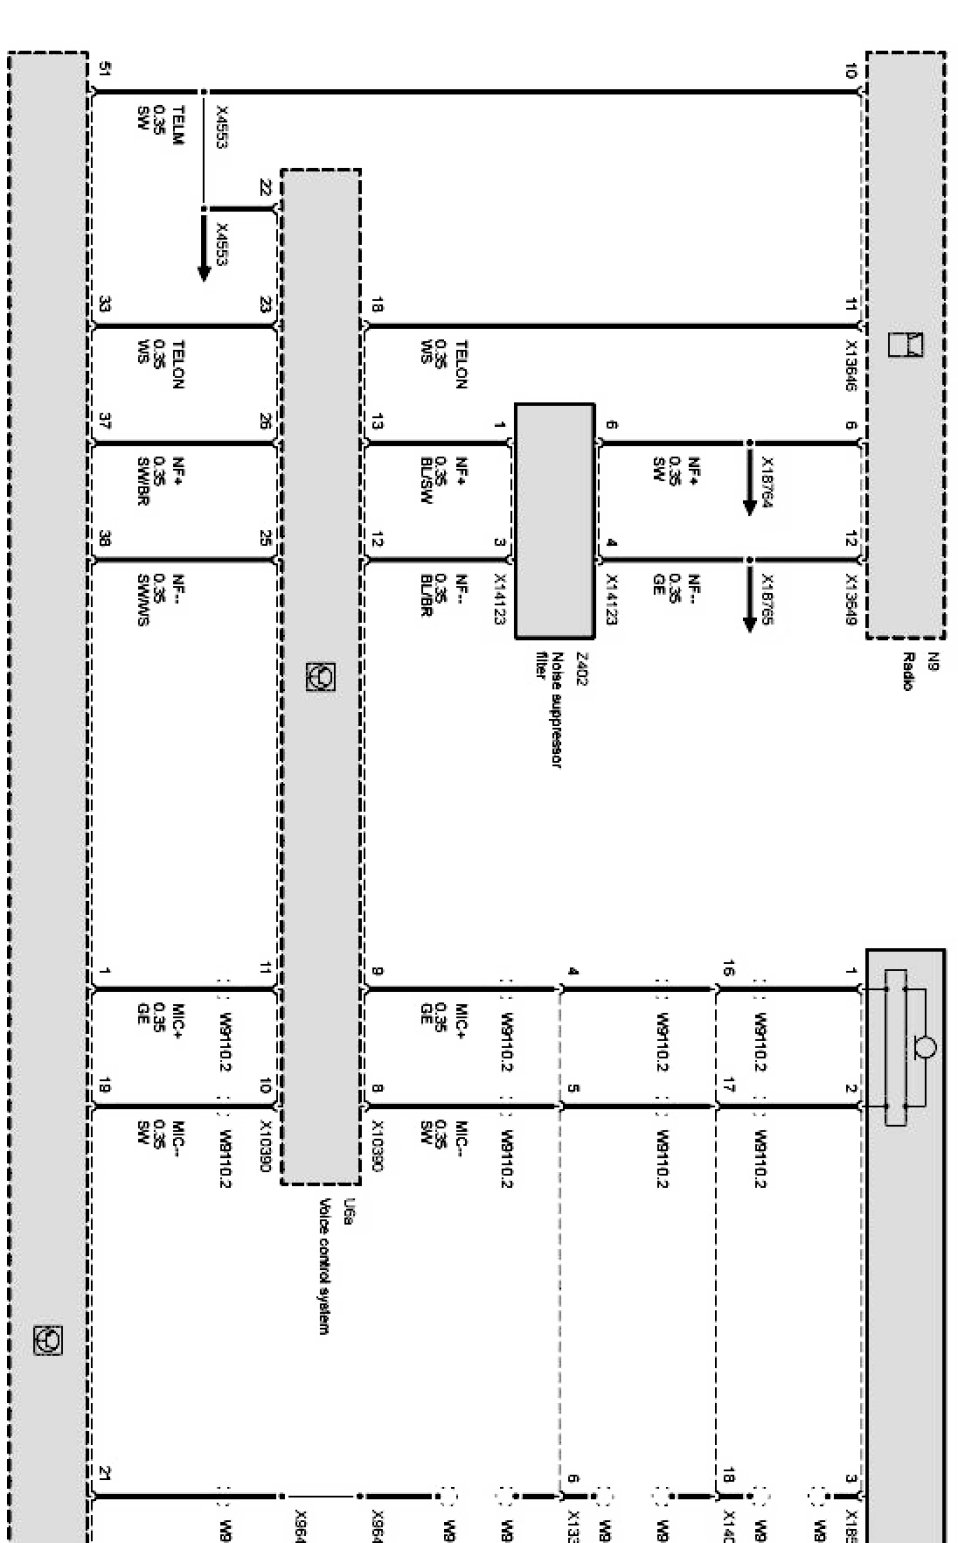 N9
Radio
10
11
X13646
6
12
X13649
X18764
X18765
NF+
0.35
SW
NF--
0.35
GE
6
4
X14123
Z402
Noise suppressor
filter
1
3
X14123
TELON
0.35
WS
NF+
0.35
BL/SW
NF--
0.35
BL/BR
18
13
12
9
8
X10390
U6a
Voice control system
22
23
26
25
11
10
X10390
X4553
X4553
TELM
0.35
SW
TELON
0.35
WS
NF+
0.35
SW/BR
NF--
0.35
SW/WS
51
33
37
38
1
19
21
MIC+
0.35
GE
MIC--
0.35
SW
W9110.2
W9110.2
MIC+
0.35
GE
MIC--
0.35
SW
W9110.2
W9110.2
4
5
6
W9110.2
W9110.2
16
17
18
W9110.2
W9110.2
1
2
3
X185
W9
W9
X140
W9
W9
X133
W9
W9
X964
X964
W9